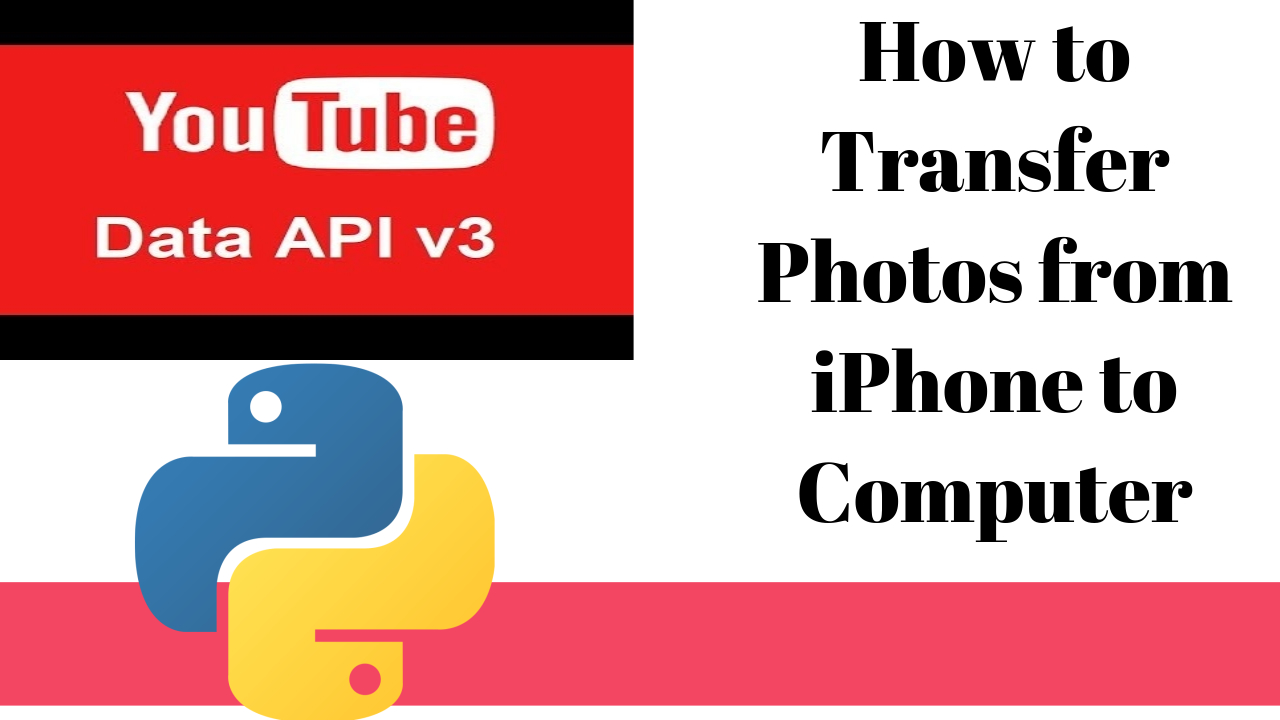 YouTube
Data API v3
How to
Transfer
Photos from
iPhone to
Computer